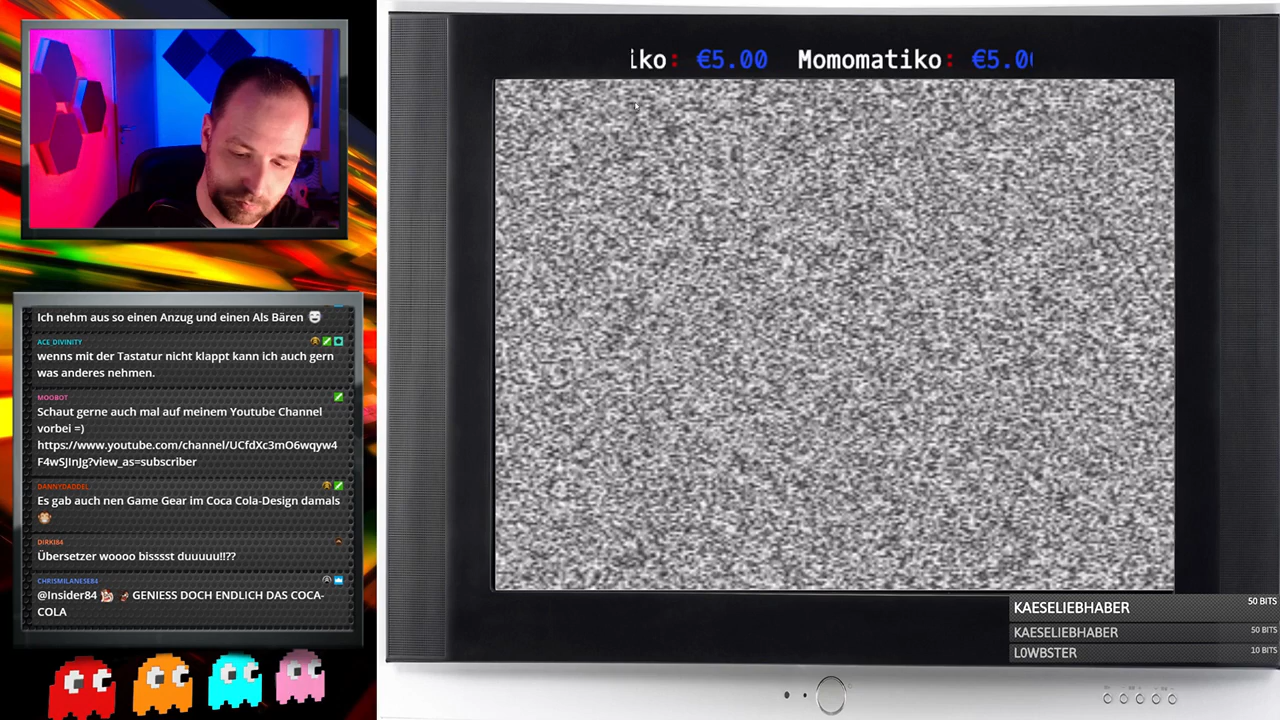 iko: €5.00 Momomatiko: €5.0
Ich nehm aus so einen Anzug und einen Als Bären
ACE_DIVINITY
wenns mit der Tastatur nicht klappt kann ich auch gern
was anderes nehmen.
MOOBOT
Schaut gerne auch mal auf meinem Youtube Channel
vorbei =)
https://www.youtube.com/channel/UCfdXc3mO6wqyw4
F4wSJInJg?view_as=subscriber
DANNYDADDEL
Es gab auch nen Game Gear im Coca Cola-Design damals
DIRKI84
Übersetzer woooo bisssst duuuuu!!??
CHRISMILANESE84
@Insider84 GENIESS DOCH ENDLICH DAS COCA-
COLA
KAESELIEBHABER 50 BITS
KAESELIEBHABER 50 BITS
L0WBSTER 10 BITS